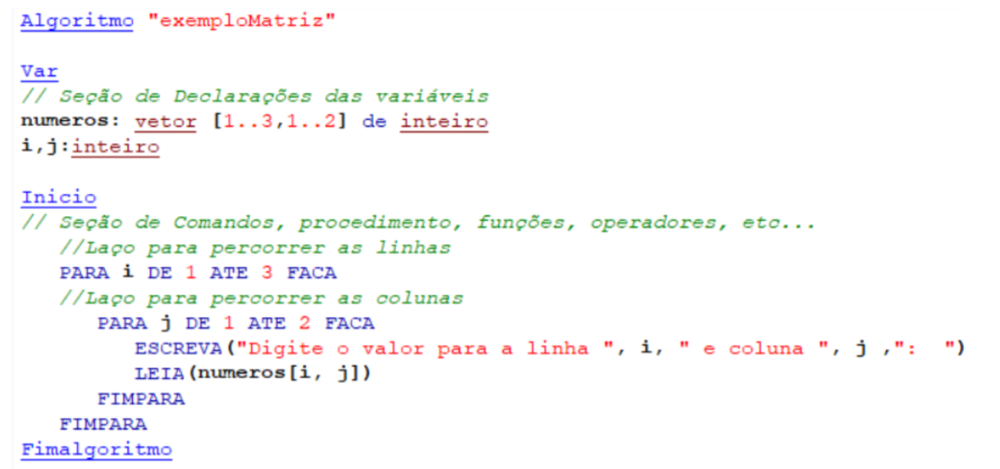 Algoritmo "exemploMatriz"
Var
// Seção de Declarações das variáveis
numeros: vetor [1..3,1..2] de inteiro
i,j:inteiro
Inicio
// Seção de Comandos, procedimento, funções, operadores, etc...
//Laço para percorrer as linhas
PARA i DE 1 ATE 3 FACA
//Laço para percorrer as colunas
PARA j DE 1 ATE 2 FACA
ESCREVA("Digite o valor para a linha ", i, " e coluna ", j ,":  ")
LEIA(numeros[i, j])
FIMPARA
FIMPARA
Fimalgoritmo